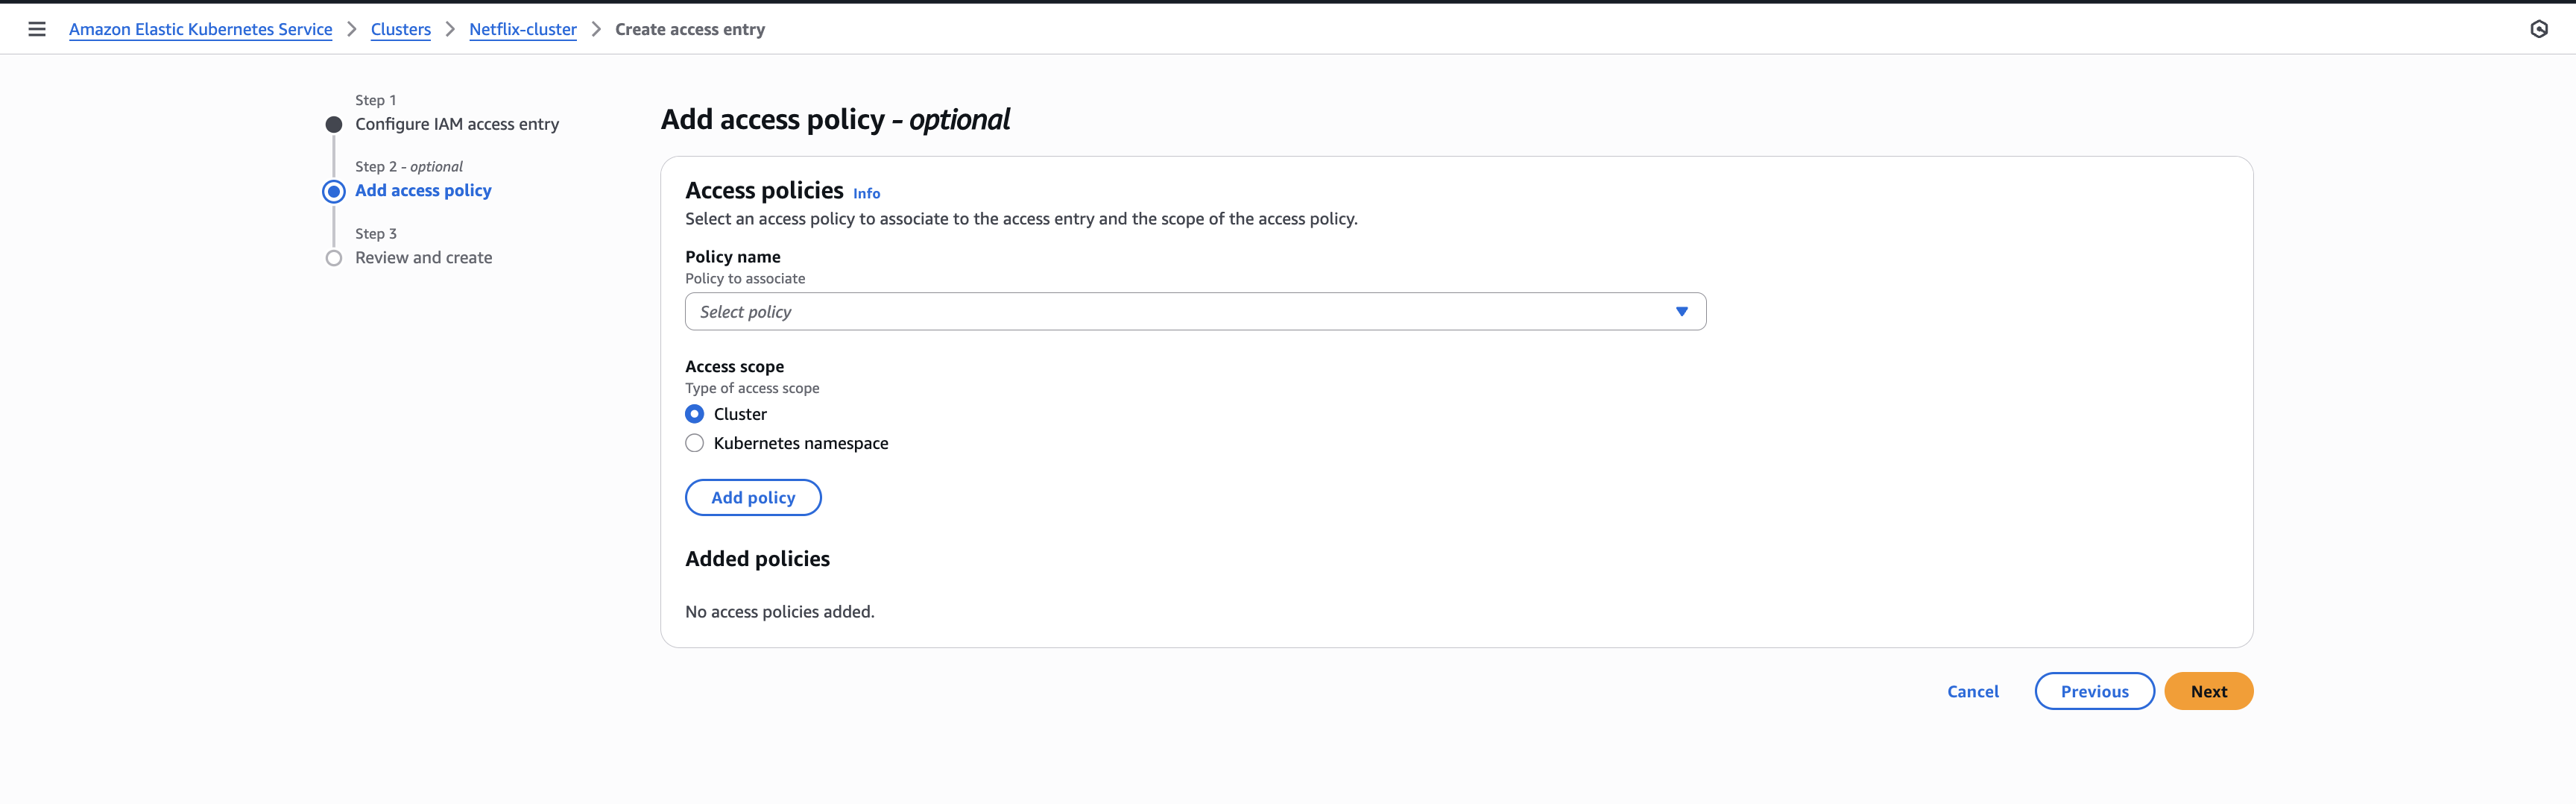 Amazon Elastic Kubernetes Service > Clusters > Netflix-cluster > Create access entry
Step 1
Configure IAM access entry
Step 2 - optional
Add access policy
Step 3
Review and create
Add access policy - optional
Access policies Info
Select an access policy to associate to the access entry and the scope of the access policy.
Policy name
Policy to associate
Select policy
Access scope
Type of access scope
Cluster
Kubernetes namespace
Add policy
Added policies
No access policies added.
Cancel Previous Next